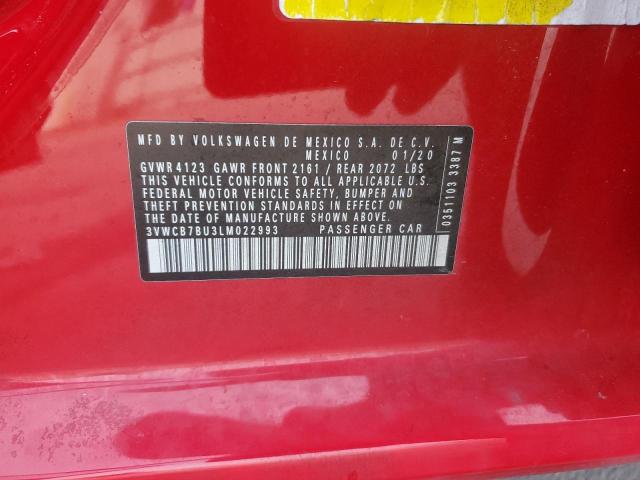 MFD BY VOLKSWAGEN DE MEXICO S.A. DE C.V.
MEXICO 01/20
GVWR 4123 GAWR FRONT 2161 / REAR 2072 LBS
THIS VEHICLE CONFORMS TO ALL APPLICABLE U.S.
FEDERAL MOTOR VEHICLE SAFETY, BUMPER AND
THEFT PREVENTION STANDARDS IN EFFECT ON THE
DATE OF MANUFACTURE SHOWN ABOVE.
3VWCB7BU3LM022993 PASSENGER CAR
0351103 3387 M